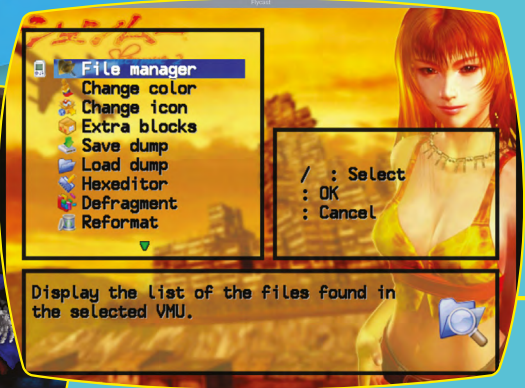 Flycast
File manager
Change color
Change icon
Extra blocks
Save dump
Load dump
Hexeditor
Defragment
Reformat
/ : Select
: OK
: Cancel
Display the list of the files found in
the selected VMU.